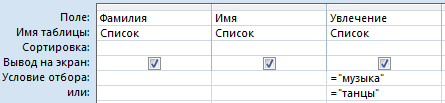 Поле: Фамилия Имя Увлечение
Имя таблицы: Список Список Список
Сортировка:
Вывод на экран:
Условие отбора: ="музыка"
или: ="танцы"